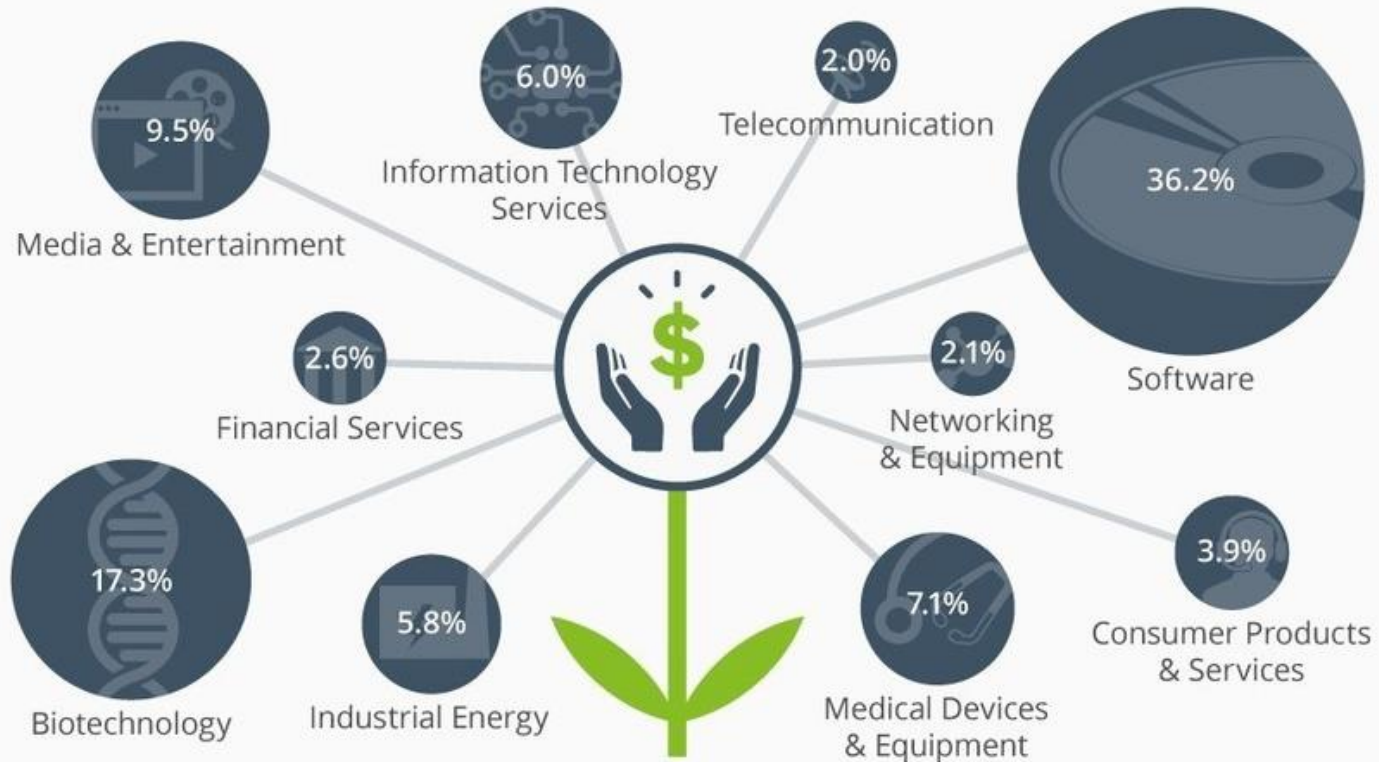 9.5%
Media & Entertainment
6.0%
Information Technology
Services
2.0%
Telecommunication
36.2%
Software
2.6%
Financial Services
$
2.1%
Networking
& Equipment
17.3%
Biotechnology
5.8%
Industrial Energy
7.1%
Medical Devices
& Equipment
3.9%
Consumer Products
& Services